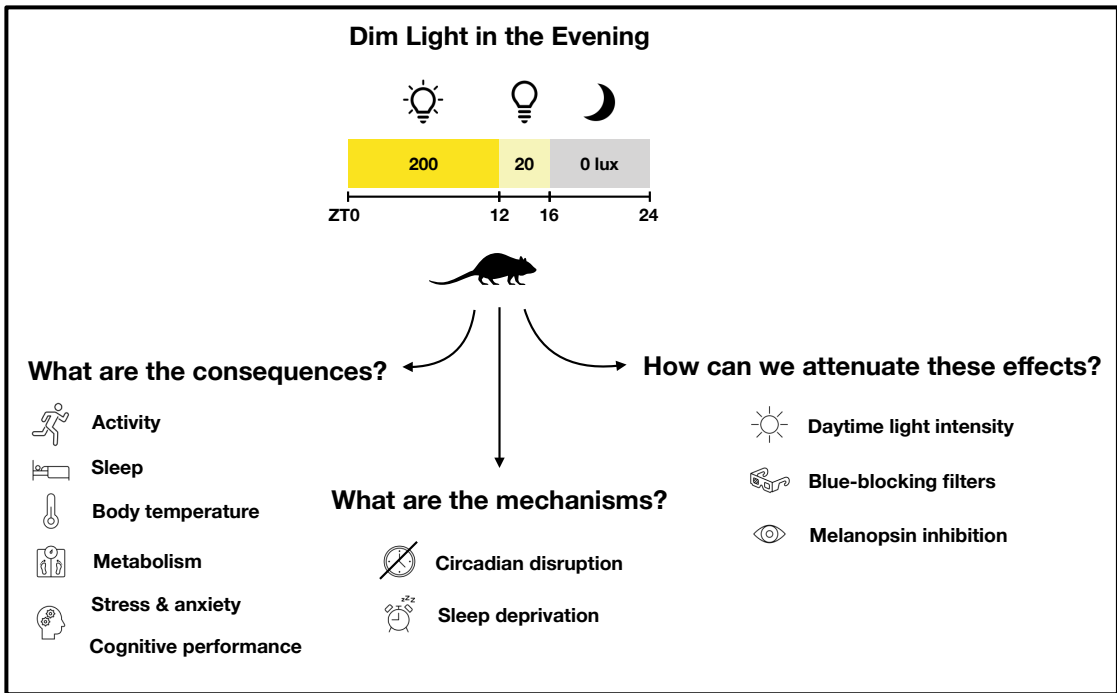 Dim Light in the Evening
200 20 0 lux
ZT0 12 16 24
What are the consequences?
Activity
Sleep
Body temperature
Metabolism
Stress & anxiety
Cognitive performance
What are the mechanisms?
Circadian disruption
zzz
Sleep deprivation
How can we attenuate these effects?
Daytime light intensity
Blue-blocking filters
Melanopsin inhibition